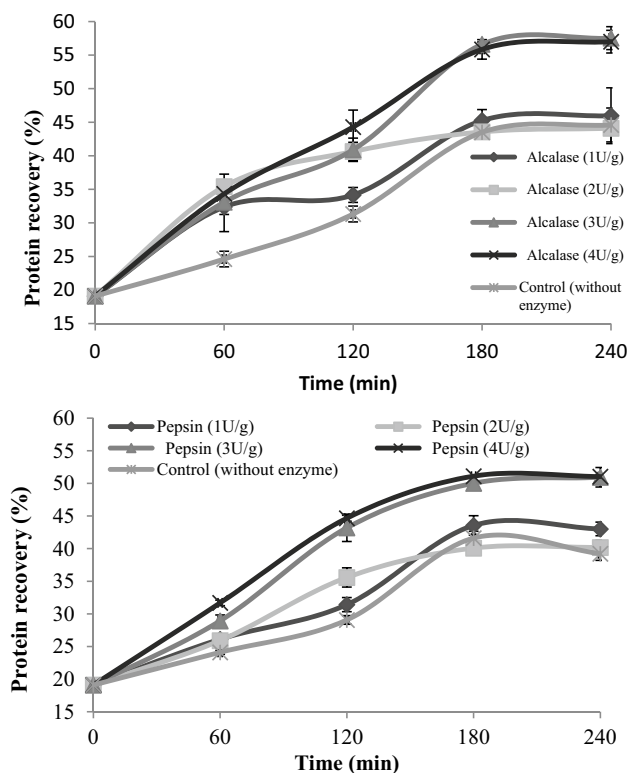 60
55
50
45
40
35
30
25
20
15
Protein recovery (%)
Alcalase (1U/g)
Alcalase (2U/g)
Alcalase (3U/g)
Alcalase (4U/g)
Control (without
enzyme)
0 60 120 180 240
Time (min)
60
55
50
45
40
35
30
25
20
15
Protein recovery (%)
Pepsin (1U/g) Pepsin (2U/g)
Pepsin (3U/g) Pepsin (4U/g)
Control (without enzyme)
0 60 120 180 240
Time (min)